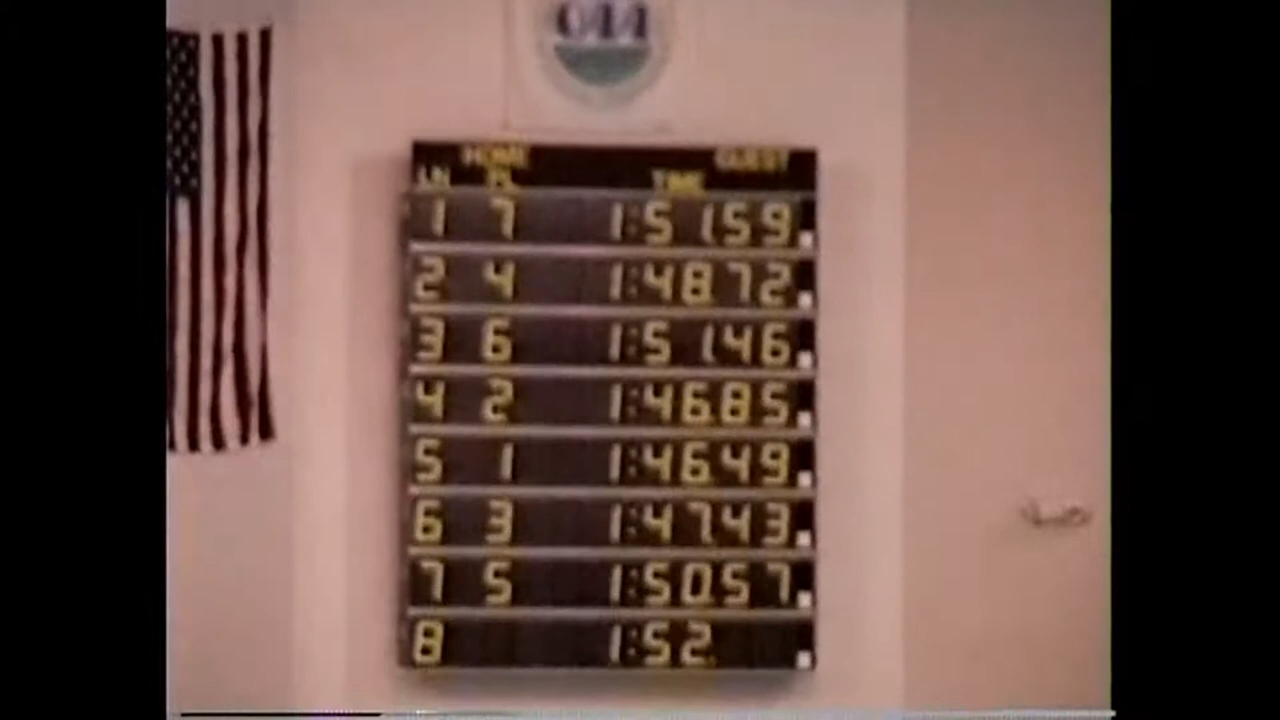 HOME GUEST
LN PL TIME
1 7 1:51.59
2 4 1:48.72
3 6 1:51.46
4 2 1:46.85
5 1 1:46.49
6 3 1:47.43
7 5 1:50.57
8 1:52.